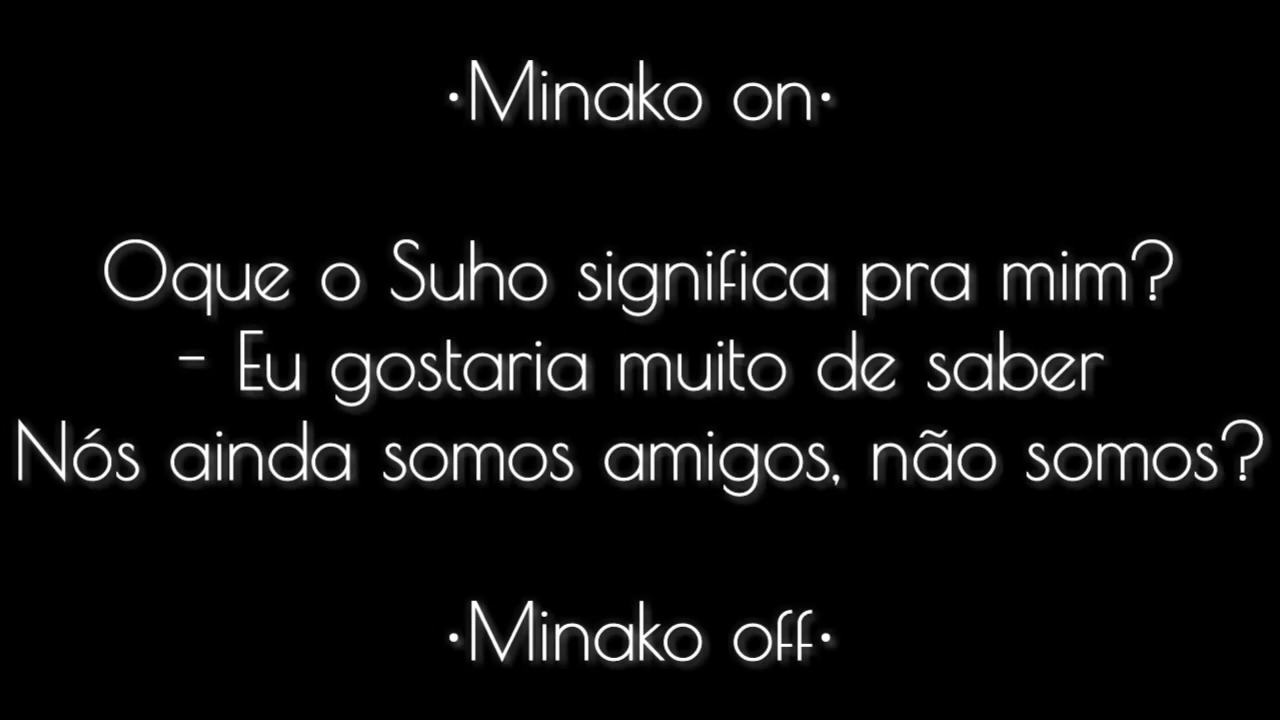 •Minako on•
Oque o Suho significa pra mim?
- Eu gostaria muito de saber
Nós ainda somos amigos, não somos?
•Minako off•